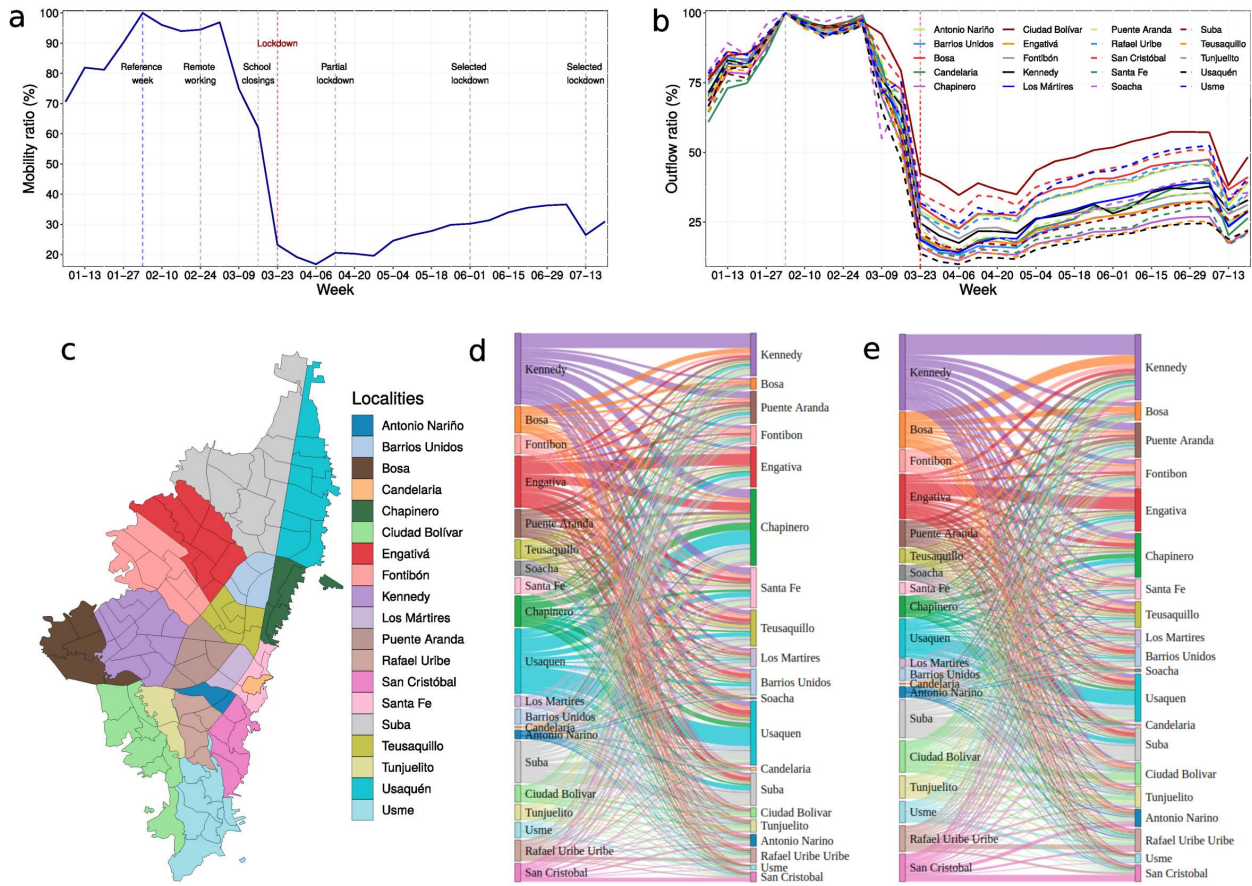 a
Mobility ratio (%)
100
90
80
70
60
50
40
30
20
Lockdown
Reference
week
Remote
working
School
closings
Partial
lockdown
Selected
lockdown
Selected
lockdown
01−13
01−27
02−10
02−24
03−09
03−23
04−06
04−20
05−04
05−18
06−01
06−15
06−29
07−13
Week
b
Outflow ratio (%)
100
75
50
25
Antonio Nariño
Barrios Unidos
Bosa
Candelaria
Chapinero
Ciudad Bolívar
Engativá
Fontibón
Kennedy
Los Mártires
Puente Aranda
Rafael Uribe
San Cristóbal
Santa Fe
Soacha
Suba
Teusaquillo
Tunjuelito
Usaquén
Usme
01−13
01−27
02−10
02−24
03−09
03−23
04−06
04−20
05−04
05−18
06−01
06−15
06−29
07−13
Week
c
Localities
Antonio Nariño
Barrios Unidos
Bosa
Candelaria
Chapinero
Ciudad Bolívar
Engativá
Fontibón
Kennedy
Los Mártires
Puente Aranda
Rafael Uribe
San Cristóbal
Santa Fe
Suba
Teusaquillo
Tunjuelito
Usaquén
Usme
d
Kennedy
Bosa
Fontibon
Engativa
Puente Aranda
Teusaquillo
Soacha
Santa Fe
Chapinero
Usaquen
Los Martires
Barrios Unidos
Candelaria
Antonio Narino
Suba
Ciudad Bolivar
Tunjuelito
Usme
Rafael Uribe Uribe
San Cristobal
Kennedy
Bosa
Puente Aranda
Fontibon
Engativa
Chapinero
Santa Fe
Teusaquillo
Los Martires
Barrios Unidos
Soacha
Usaquen
Candelaria
Suba
Ciudad Bolivar
Tunjuelito
Antonio Narino
Rafael Uribe Uribe
Usme
San Cristobal
e
Kennedy
Bosa
Fontibon
Engativa
Puente Aranda
Teusaquillo
Soacha
Santa Fe
Chapinero
Usaquen
Los Martires
Barrios Unidos
Candelaria
Antonio Narino
Suba
Ciudad Bolivar
Tunjuelito
Usme
Rafael Uribe Uribe
San Cristobal
Kennedy
Bosa
Puente Aranda
Fontibon
Engativa
Chapinero
Santa Fe
Teusaquillo
Los Martires
Barrios Unidos
Soacha
Usaquen
Candelaria
Suba
Ciudad Bolivar
Tunjuelito
Antonio Narino
Rafael Uribe Uribe
Usme
San Cristobal